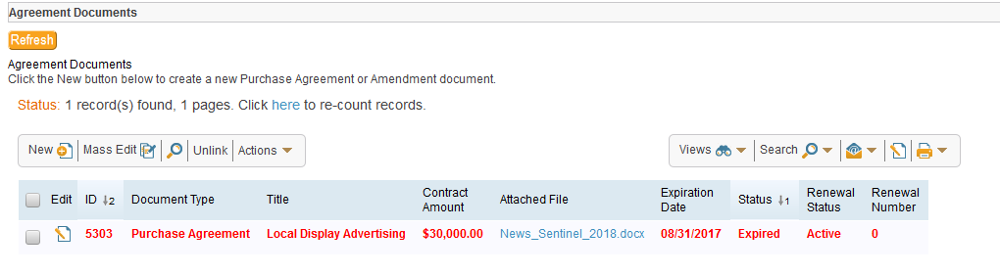 Agreement Documents
Refresh
Agreement Documents
Click the New button below to create a new Purchase Agreement or Amendment document.
Status: 1 record(s) found, 1 pages. Click here to re-count records.
New Mass Edit Unlink Actions Views Search
Edit ID 2 Document Type Title Contract Amount Attached File Expiration Date Status 1 Renewal Status Renewal Number
5303 Purchase Agreement Local Display Advertising $30,000.00 News_Sentinel_2018.docx 08/31/2017 Expired Active 0